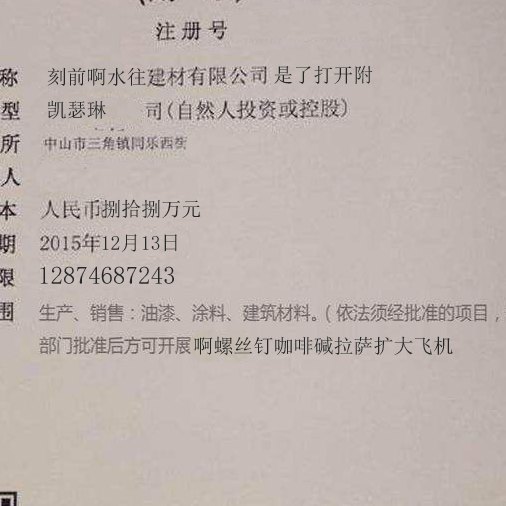 注册号
称 刻前啊水往建材有限公司是了打开附
型 凯瑟琳 司(自然人投资或控股)
所 中山市三角镇同乐西街
人
本 人民币捌拾捌万元
期 2015年12月13日
限 12874687243
围 生产、销售：油漆、涂料、建筑材料。(依法须经批准的项目，
部门批准后方可开展啊螺丝钉咖啡碱拉萨扩大飞机